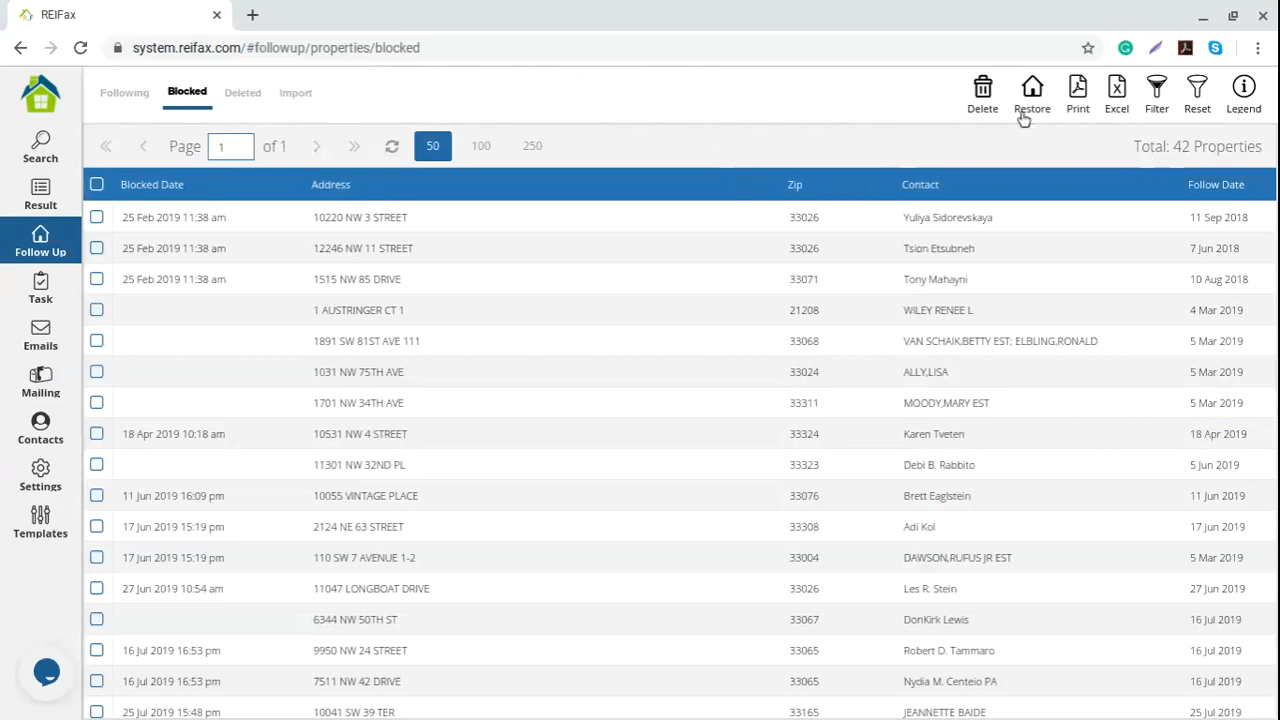 REIFax
system.reifax.com/#followup/properties/blocked
Following Blocked Deleted Import
Delete Restore Print Excel Filter Reset Legend
Page 1 of 1 50 100 250 Total: 42 Properties
Search
Result
Follow Up
Task
Emails
Mailing
Contacts
Settings
Templates
Blocked Date Address Zip Contact Follow Date
25 Feb 2019 11:38 am 10220 NW 3 STREET 33026 Yuliya Sidorevskaya 11 Sep 2018
25 Feb 2019 11:38 am 12246 NW 11 STREET 33026 Tsion Etsubneh 7 Jun 2018
25 Feb 2019 11:38 am 1515 NW 85 DRIVE 33071 Tony Mahayni 10 Aug 2018
1 AUSTRINGER CT 1 21208 WILEY RENEE L 4 Mar 2019
1891 SW 81ST AVE 111 33068 VAN SCHAIK,BETTY EST; ELBLING,RONALD 5 Mar 2019
1031 NW 75TH AVE 33024 ALLY,LISA 5 Mar 2019
1701 NW 34TH AVE 33311 MOODY,MARY EST 5 Mar 2019
18 Apr 2019 10:18 am 10531 NW 4 STREET 33324 Karen Tveten 18 Apr 2019
11301 NW 32ND PL 33323 Debi B. Rabbito 5 Jun 2019
11 Jun 2019 16:09 pm 10055 VINTAGE PLACE 33076 Brett Eaglstein 11 Jun 2019
17 Jun 2019 15:19 pm 2124 NE 63 STREET 33308 Adi Kol 17 Jun 2019
17 Jun 2019 15:19 pm 110 SW 7 AVENUE 1-2 33004 DAWSON,RUFUS JR EST 5 Mar 2019
27 Jun 2019 10:54 am 11047 LONGBOAT DRIVE 33026 Les R. Stein 27 Jun 2019
6344 NW 50TH ST 33067 DonKirk Lewis 16 Jul 2019
16 Jul 2019 16:53 pm 9950 NW 24 STREET 33065 Robert D. Tammaro 16 Jul 2019
16 Jul 2019 16:53 pm 7511 NW 42 DRIVE 33065 Nydia M. Centeio PA 16 Jul 2019
25 Jul 2019 15:48 pm 10041 SW 39 TER 33165 JEANNETTE BAIDE 25 Jul 2019